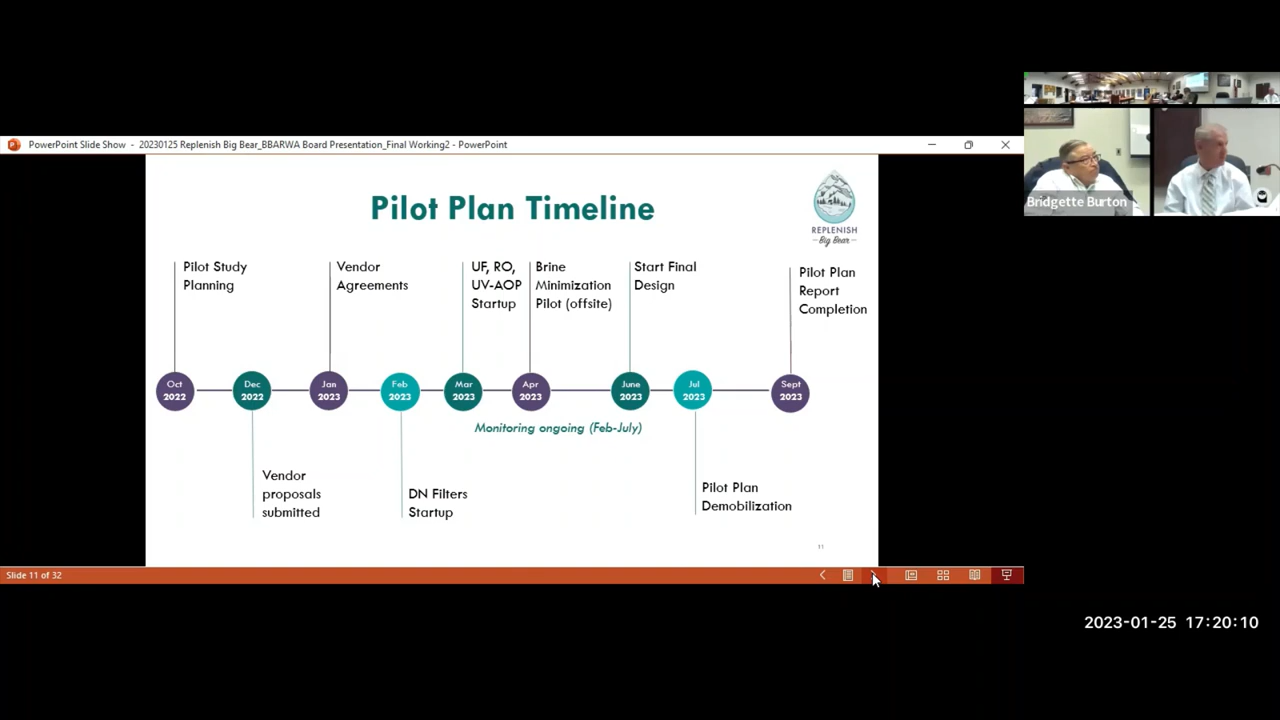 PowerPoint Slide Show - 20230125 Replenish Big Bear_BBARWA Board Presentation_Final Working2 - PowerPoint
Pilot Plan Timeline
REPLENISH
Big Bear
Pilot Study
Planning
Vendor
Agreements
UF, RO,
UV-AOP
Startup
Brine
Minimization
Pilot (offsite)
Start Final
Design
Pilot Plan
Report
Completion
Oct
2022
Dec
2022
Jan
2023
Feb
2023
Mar
2023
Apr
2023
June
2023
Jul
2023
Sept
2023
Monitoring ongoing (Feb-July)
Vendor
proposals
submitted
DN Filters
Startup
Pilot Plan
Demobilization
11
Slide 11 of 32
Bridgette Burton
2023-01-25 17:20:10